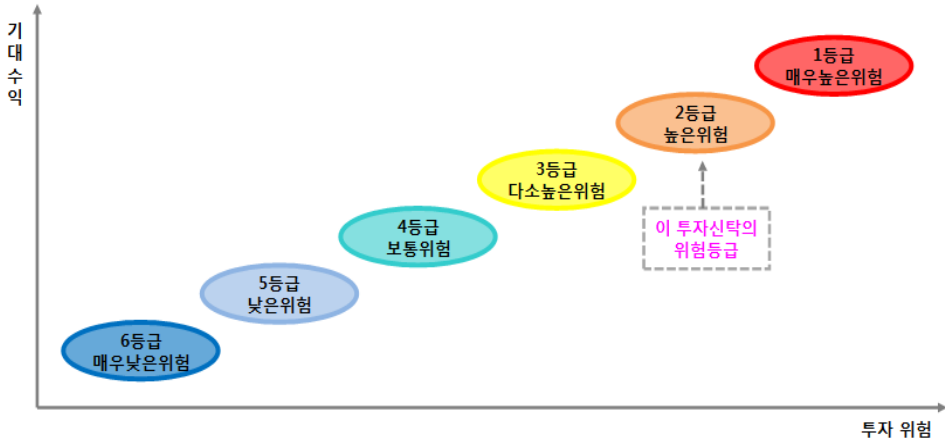 기
대
수
익
1등급
매우높은위험
2등급
높은위험
3등급
다소높은위험
이 투자신탁의
위험등급
4등급
보통위험
5등급
낮은위험
6등급
매우낮은위험
투자 위험